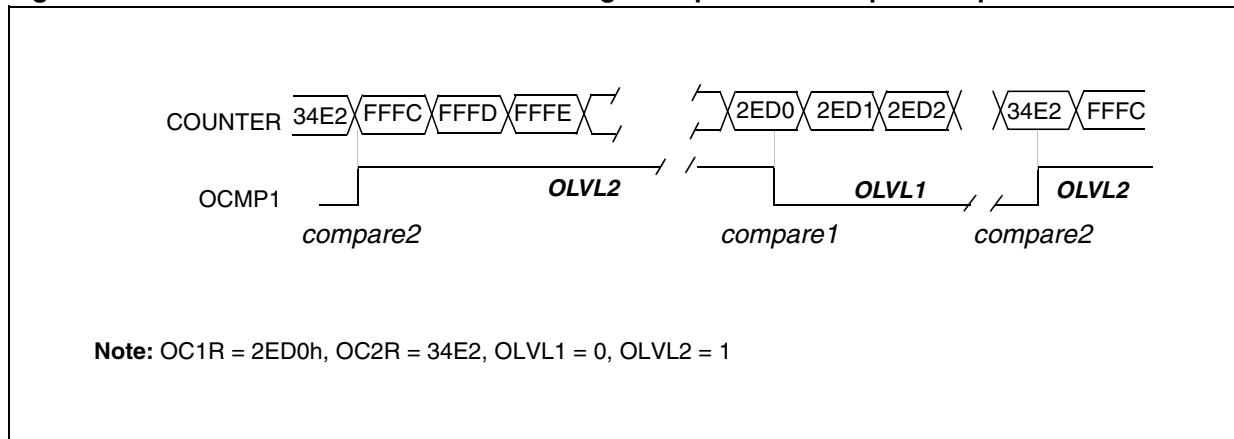 COUNTER 34E2 FFFC FFFD FFFE 2ED0 2ED1 2ED2 34E2 FFFC
OCMP1 OLVL2 OLVL1 OLVL2
compare2 compare1 compare2
Note: OC1R = 2ED0h, OC2R = 34E2, OLVL1 = 0, OLVL2 = 1